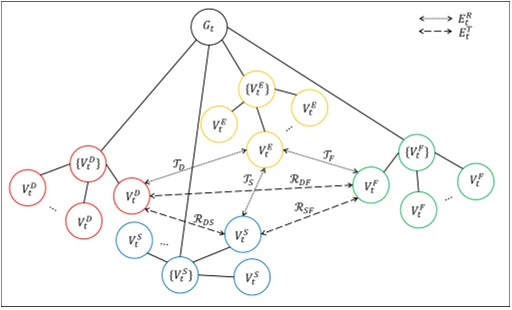 G_t
E_t^R
E_t^T
{V_t^E}
V_t^E
V_t^E
...
V_t^E
T_D
T_F
T_S
{V_t^D}
V_t^D
...
V_t^D
V_t^D
{V_t^F}
V_t^F
V_t^F
...
V_t^F
R_DF
R_DS
R_SF
V_t^S
...
V_t^S
{V_t^S}
V_t^S